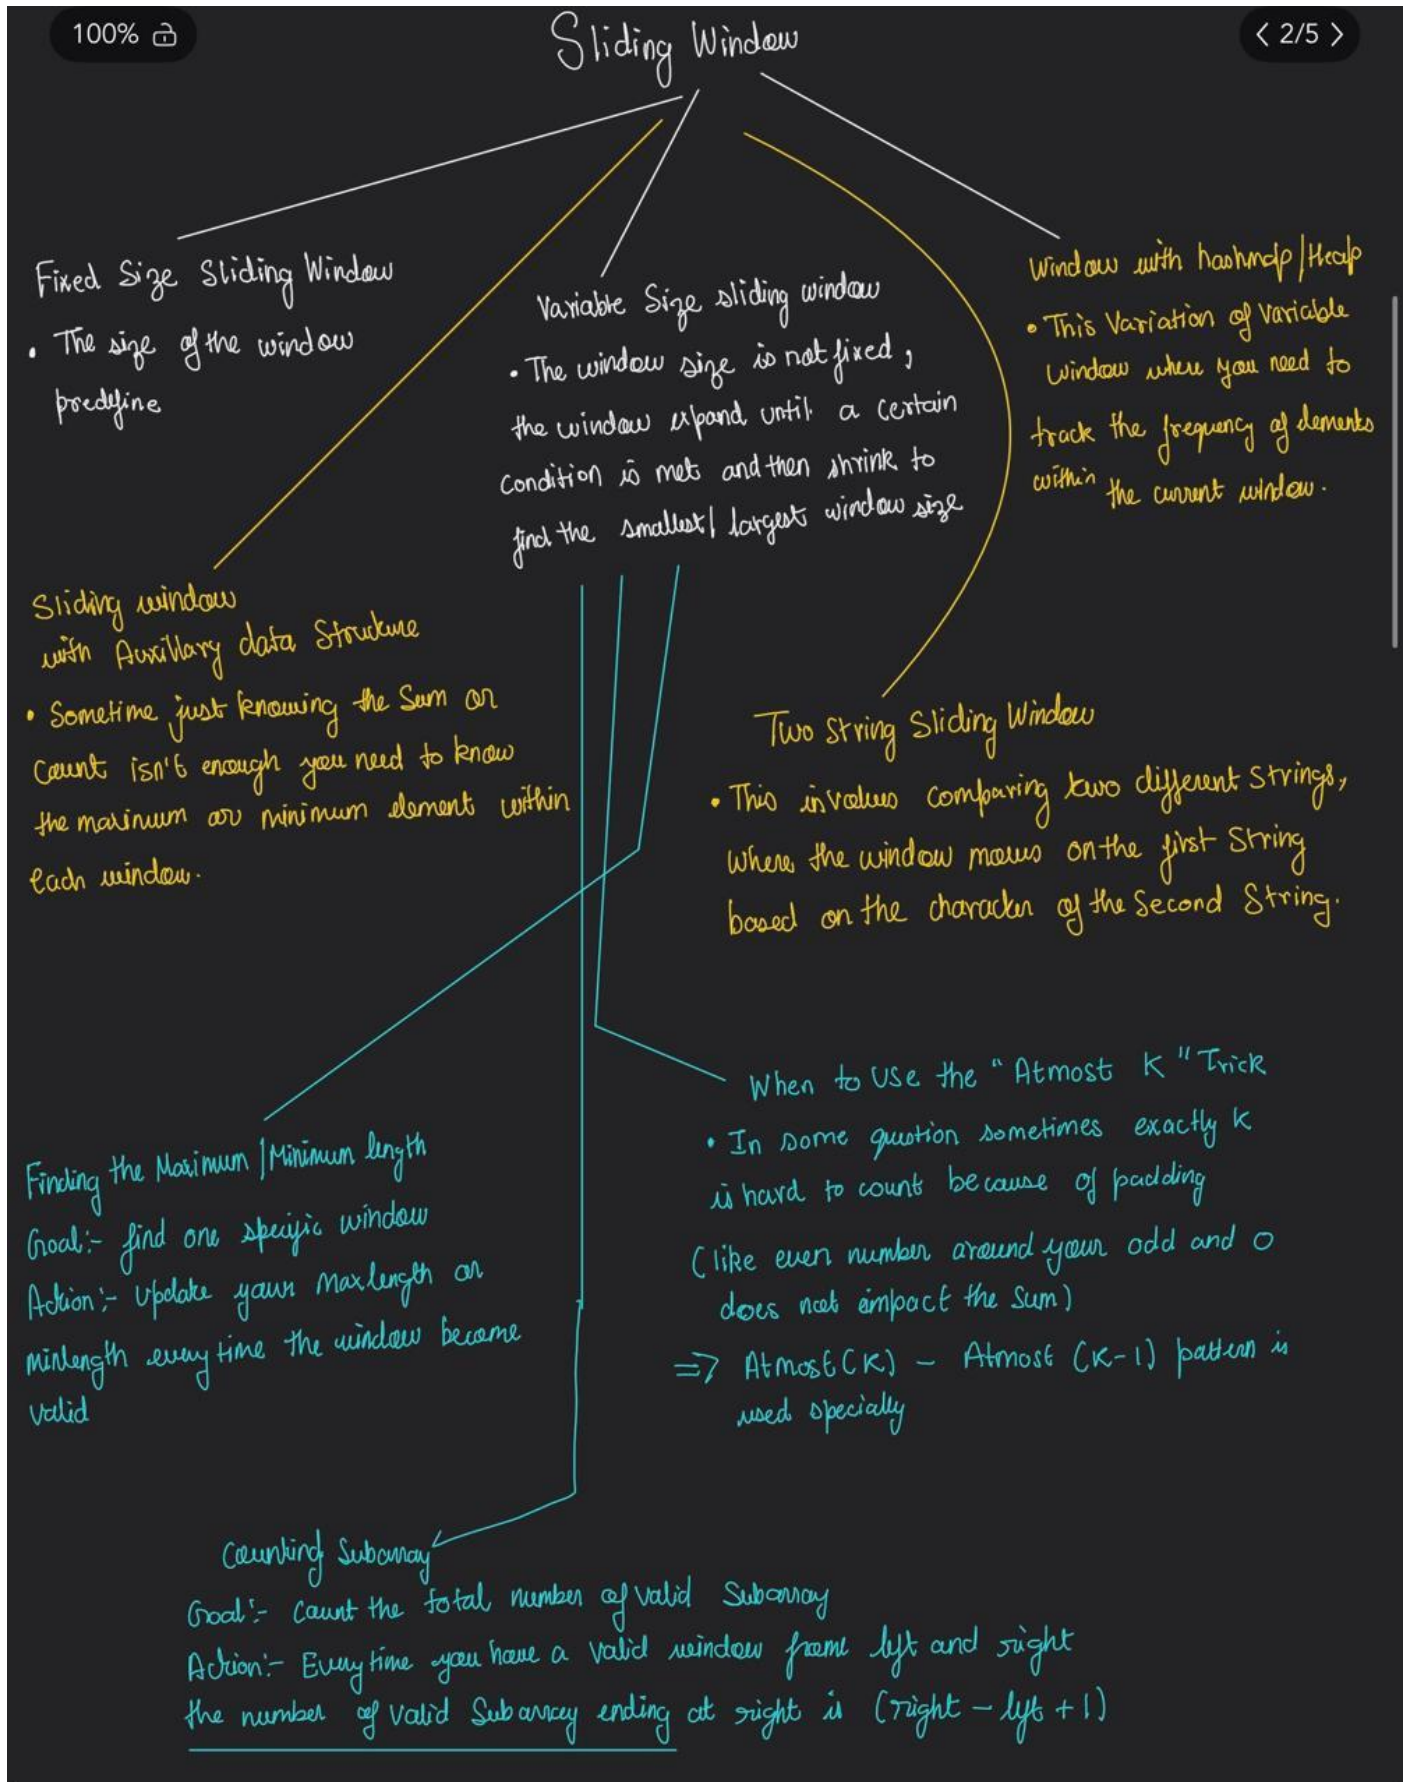 100%
Sliding Window
< 2/5 >
Fixed Size Sliding Window
• The size of the window
predefine
Variable Size sliding window
• The window size is not fixed,
the window expand until a certain
condition is met and then shrink to
find the smallest/largest window size
Window with hashmap/Heap
• This Variation of Variable
window where you need to
track the frequency of elements
within the current window.
Sliding window
with Auxillary data Structure
• Sometime just knowing the Sum or
Count isn't enough you need to know
the maximum or minimum element within
each window.
Two String Sliding Window
• This involves comparing two different Strings,
where the window moves on the first String
based on the character of the Second String.
When to Use the "Atmost K" Trick
• In some qustion sometimes exactly K
is hard to count because of padding
(like even number around your odd and 0
does not impact the Sum)
=> Atmost(K) - Atmost (K-1) pattern is
used specially
Finding the Maximum/Minimum length
Goal:- find one specific window
Action:- Update your maxlength or
minlength every time the window become
valid
Counting Subarray
Goal:- Count the total number of valid Subarray
Action:- Every time you have a valid window from left and right
the number of valid Subarray ending at right is (right - left + 1)